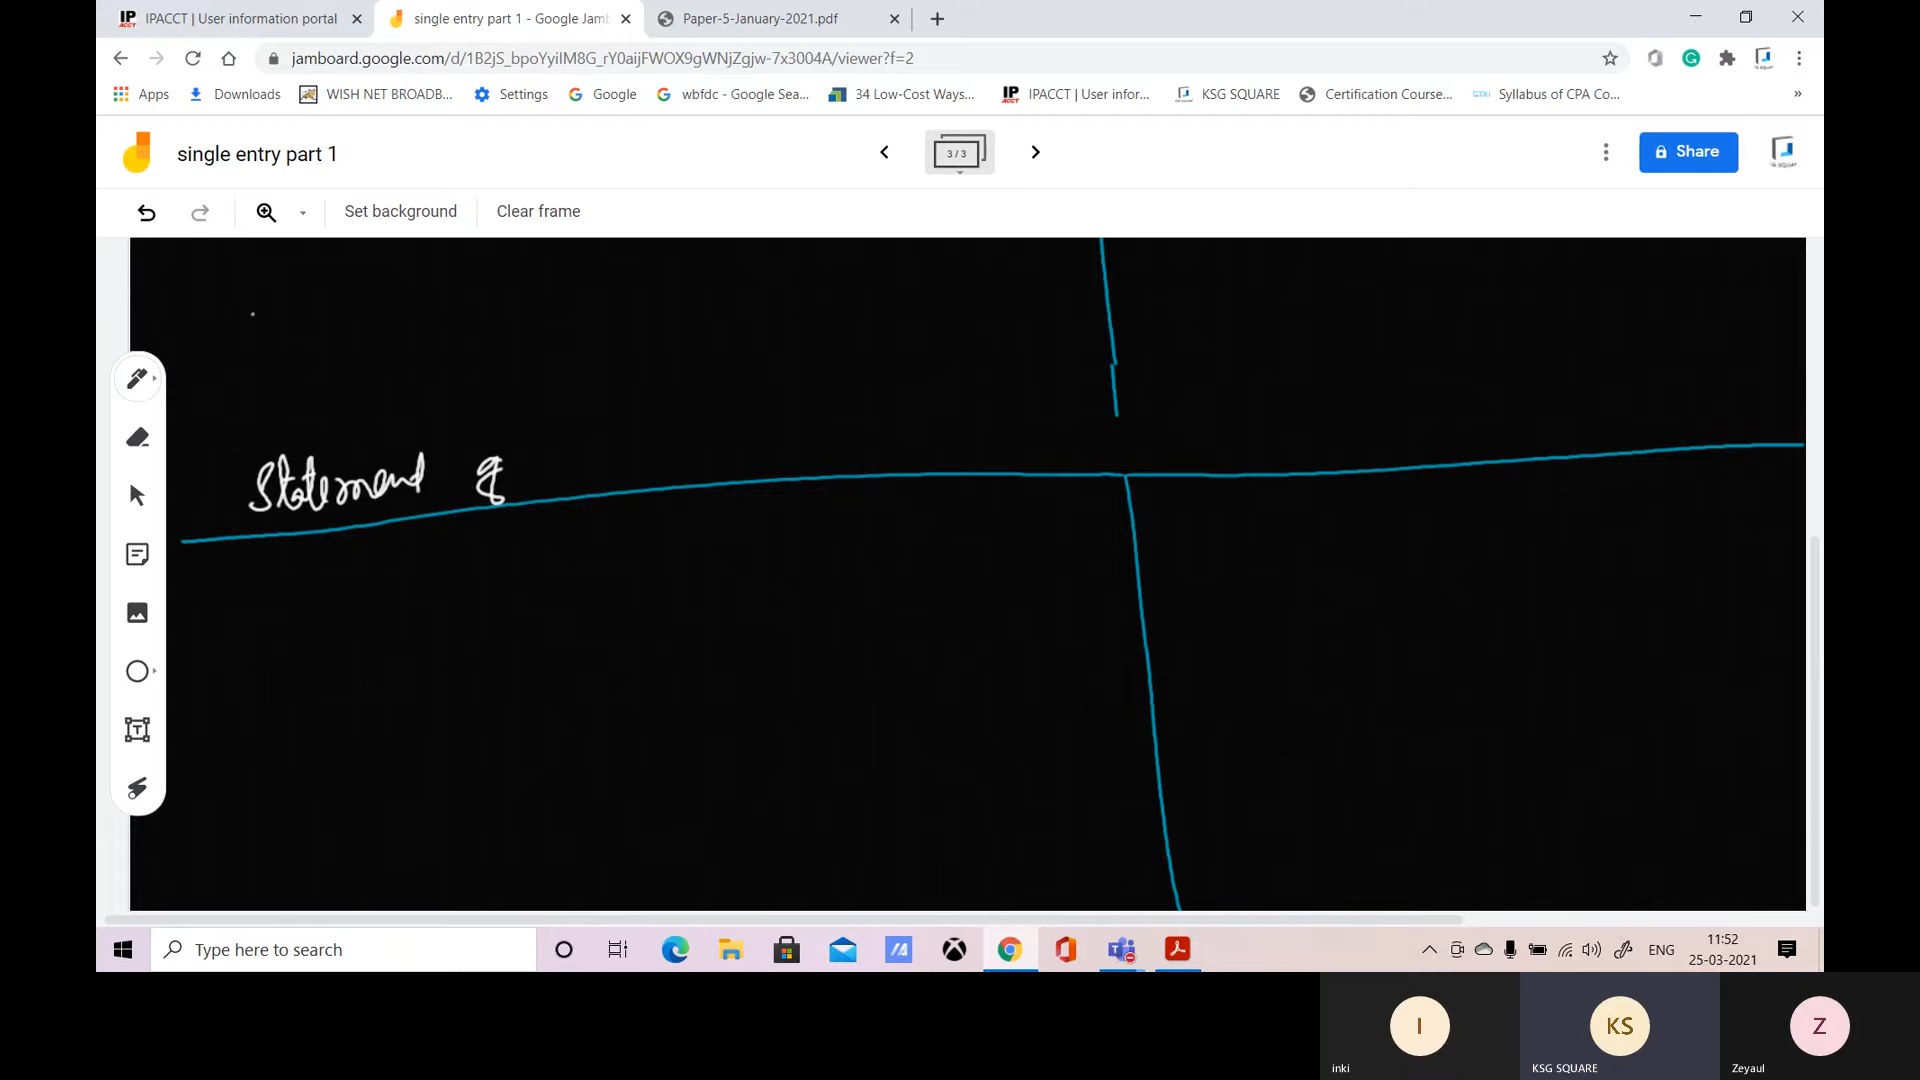 IPACCT | User information portal
single entry part 1 - Google Jamb
Paper-5-January-2021.pdf
jamboard.google.com/d/1B2jS_bpoYyiIM8G_rY0aijFWOX9gWNjZgjw-7x3004A/viewer?f=2
Apps Downloads WISH NET BROADB... Settings Google wbfdc - Google Sea... 34 Low-Cost Ways... IPACCT | User infor... KSG SQUARE Certification Course... Syllabus of CPA Co... »
single entry part 1
3 / 3
Share
Set background Clear frame
Statement of
Type here to search
ENG
11:52
25-03-2021
I KS Z
inki KSG SQUARE Zeyaul